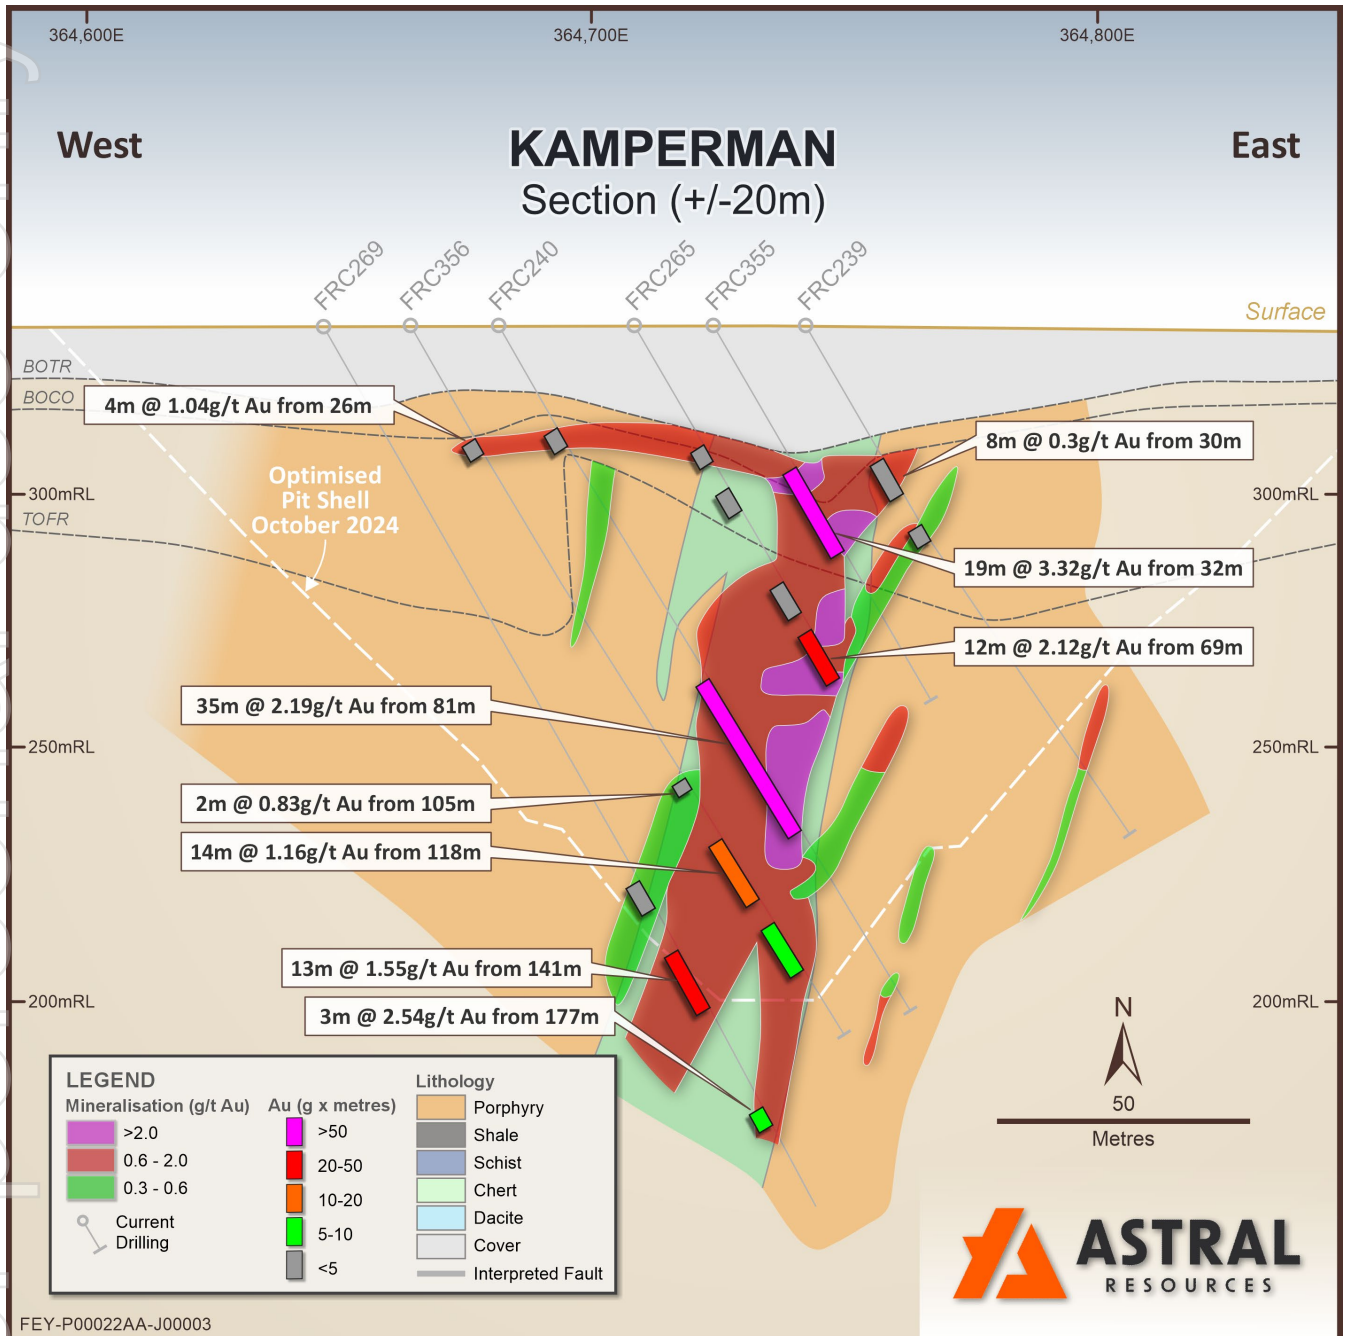 364,600E
364,700E
364,800E
West
KAMPERMAN
East
Section (+/-20m)
FRC269
FRC356
FRC240
FRC265
FRC355
FRC239
Surface
BOTR
BOCO
4m @ 1.04g/t Au from 26m
8m @ 0.3g/t Au from 30m
Optimised
Pit Shell
October 2024
300mRL
300mRL
TOFR
19m @ 3.32g/t Au from 32m
12m @ 2.12g/t Au from 69m
35m @ 2.19g/t Au from 81m
250mRL
250mRL
2m @ 0.83g/t Au from 105m
14m @ 1.16g/t Au from 118m
13m @ 1.55g/t Au from 141m
200mRL
200mRL
3m @ 2.54g/t Au from 177m
N
50
Metres
LEGEND
Mineralisation (g/t Au)
>2.0
0.6 - 2.0
0.3 - 0.6
Current
Drilling
Au (g x metres)
>50
20-50
10-20
5-10
<5
Lithology
Porphyry
Shale
Schist
Chert
Dacite
Cover
Interpreted Fault
ASTRAL
RESOURCES
FEY-P00022AA-J00003